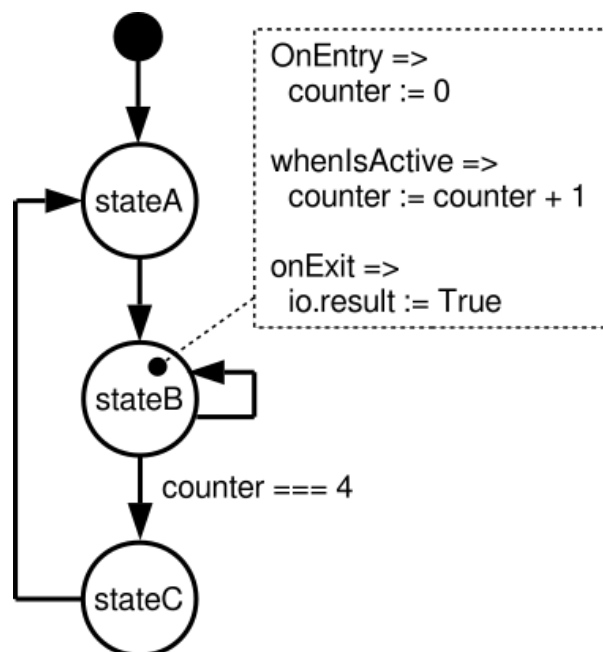 OnEntry =>
counter := 0
whenIsActive =>
counter := counter + 1
onExit =>
io.result := True
stateA
stateB
counter === 4
stateC